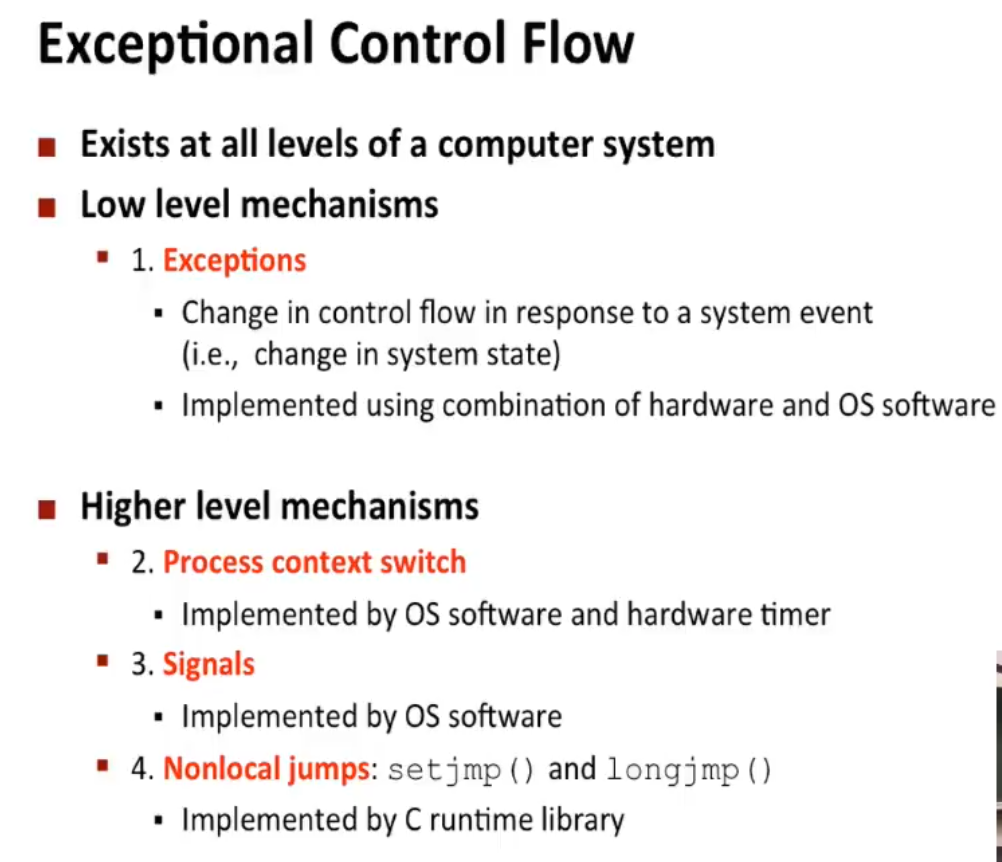 Exceptional Control Flow
Exists at all levels of a computer system
Low level mechanisms
1. Exceptions
Change in control flow in response to a system event
(i.e., change in system state)
Implemented using combination of hardware and OS software
Higher level mechanisms
2. Process context switch
Implemented by OS software and hardware timer
3. Signals
Implemented by OS software
4. Nonlocal jumps: setjmp() and longjmp()
Implemented by C runtime library